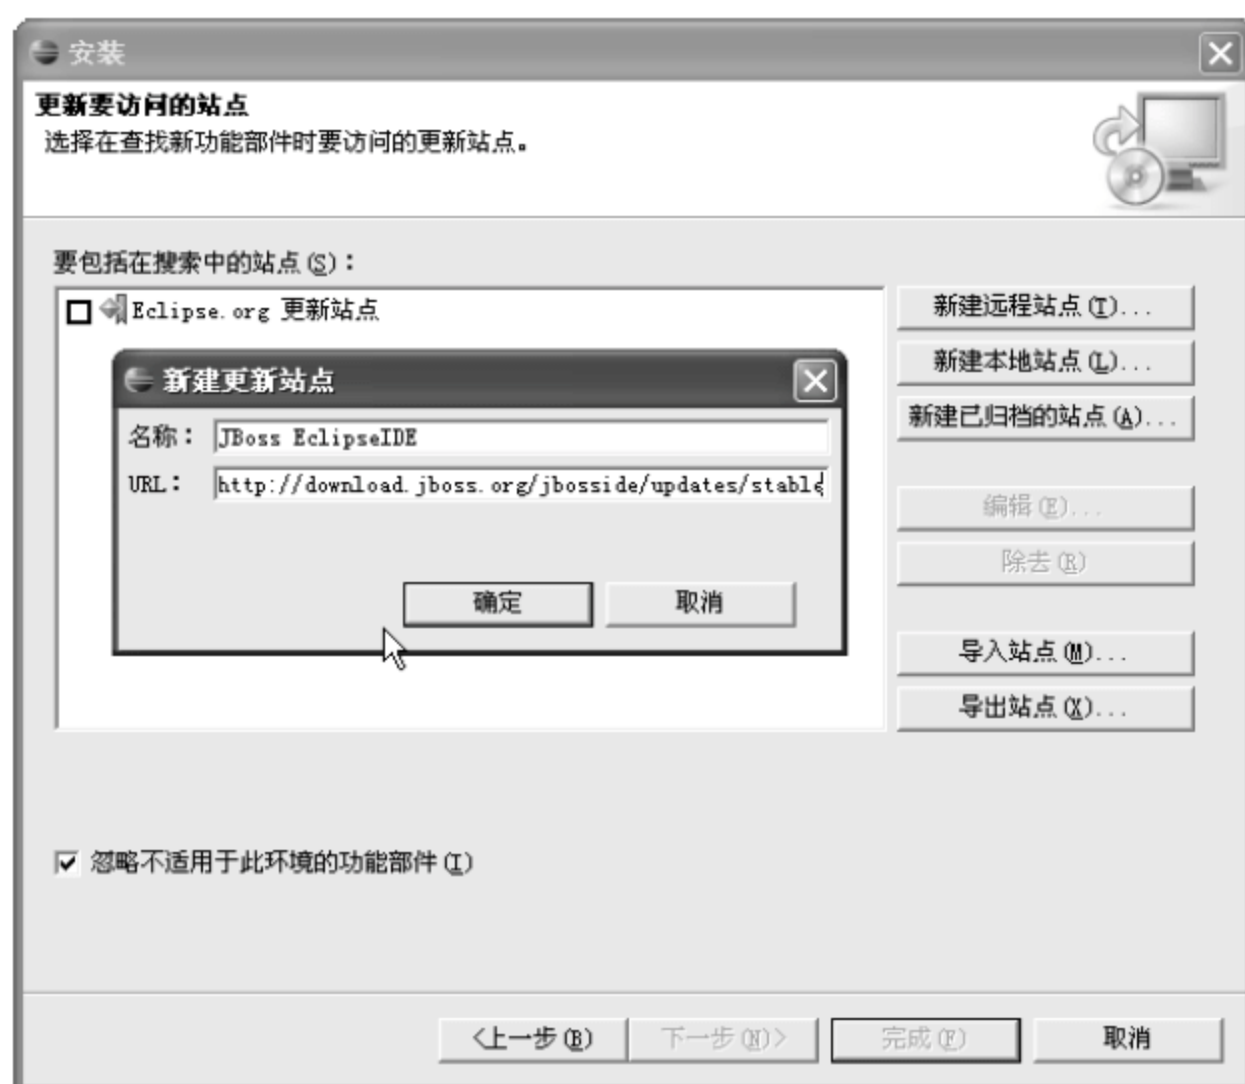 安装
更新要访问的站点
选择在查找新功能部件时要访问的更新站点。
要包括在搜索中的站点(S):
Eclipse.org 更新站点
新建远程站点(T)...
新建本地站点(L)...
新建已归档的站点(A)...
编辑(E)...
除去(R)
导入站点(M)...
导出站点(X)...
新建更新站点
名称: JBoss EclipseIDE
URL: http://download.jboss.org/jbosside/updates/stable
确定 取消
忽略不适用于此环境的功能部件(I)
<上一步(B) 下一步(N)> 完成(F) 取消